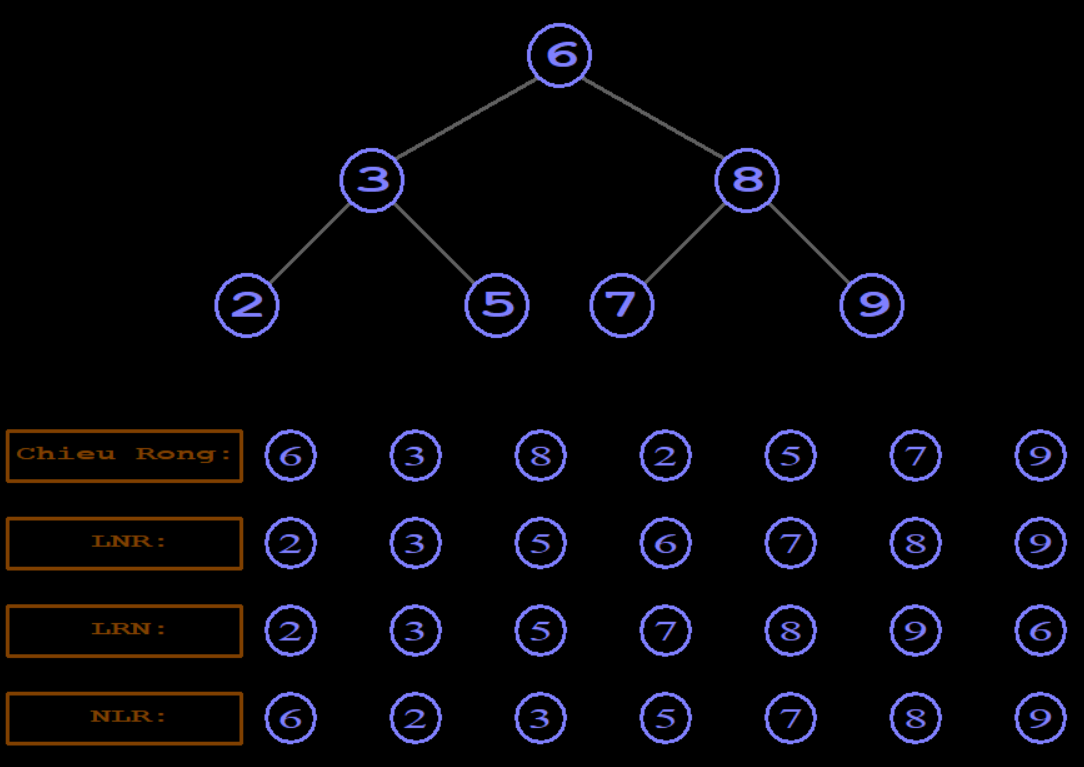 6
3 8
2 5 7 9
Chieu Rong: 6 3 8 2 5 7 9
LNR: 2 3 5 6 7 8 9
LRN: 2 3 5 7 8 9 6
NLR: 6 2 3 5 7 8 9